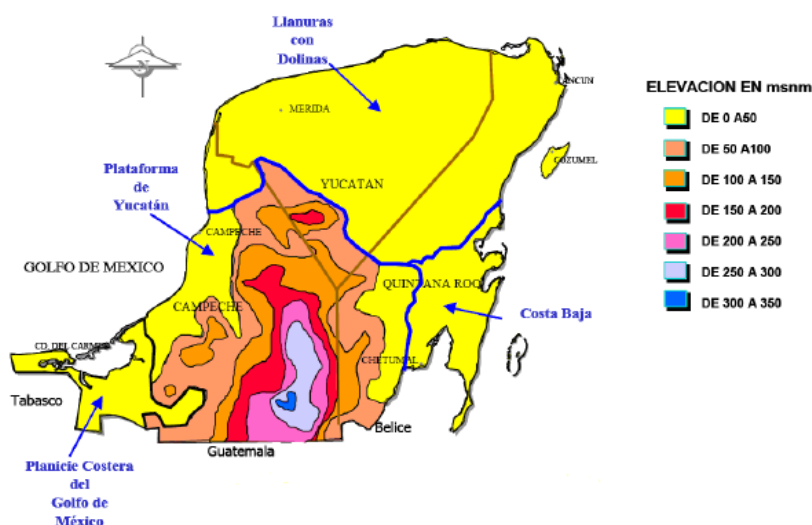 Llanuras
con
Dolinas
N
CANCUN
MERIDA
COZUMEL
Plataforma
de
Yucatán
YUCATAN
CAMPECHE
GOLFO DE MEXICO
QUINTANA ROO
CAMPECHE
Costa Baja
CD. DEL CARMEN
CHETUMAL
Tabasco
Belice
Guatemala
Planicie Costera
del
Golfo de
México
ELEVACION EN msnm
DE 0 A50
DE 50 A100
DE 100 A 150
DE 150 A 200
DE 200 A 250
DE 250 A 300
DE 300 A 350